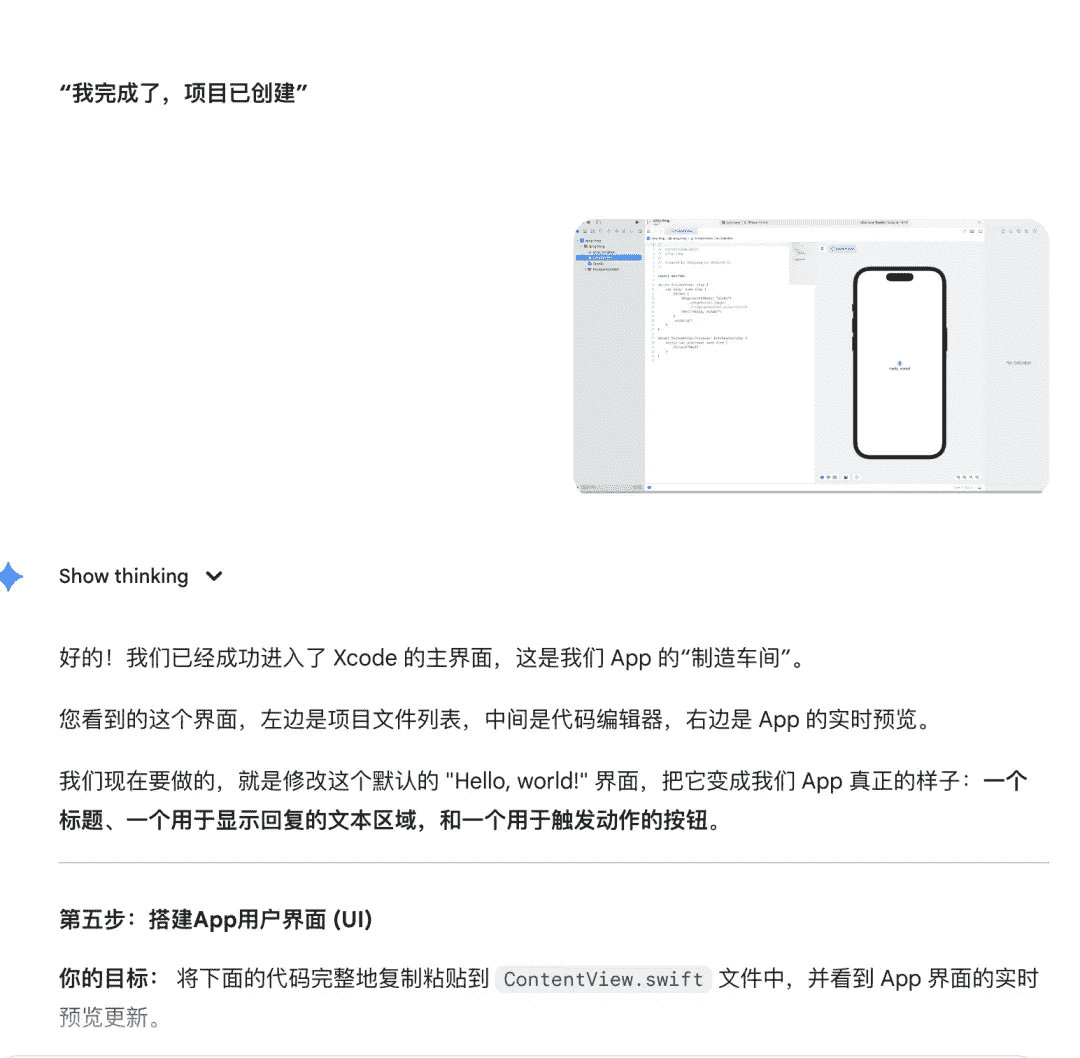 “我完成了，项目已创建”
Hello, world!
No Selection
Show thinking
好的！我们已经成功进入了 Xcode 的主界面，这是我们 App 的“制造车间”。
您看到的这个界面，左边是项目文件列表，中间是代码编辑器，右边是 App 的实时预览。
我们现在要做的，就是修改这个默认的 "Hello, world!" 界面，把它变成我们 App 真正的样子：一个
标题、一个用于显示回复的文本区域，和一个用于触发动作的按钮。
第五步：搭建App用户界面 (UI)
你的目标： 将下面的代码完整地复制粘贴到 ContentView.swift 文件中，并看到 App 界面的实时
预览更新。